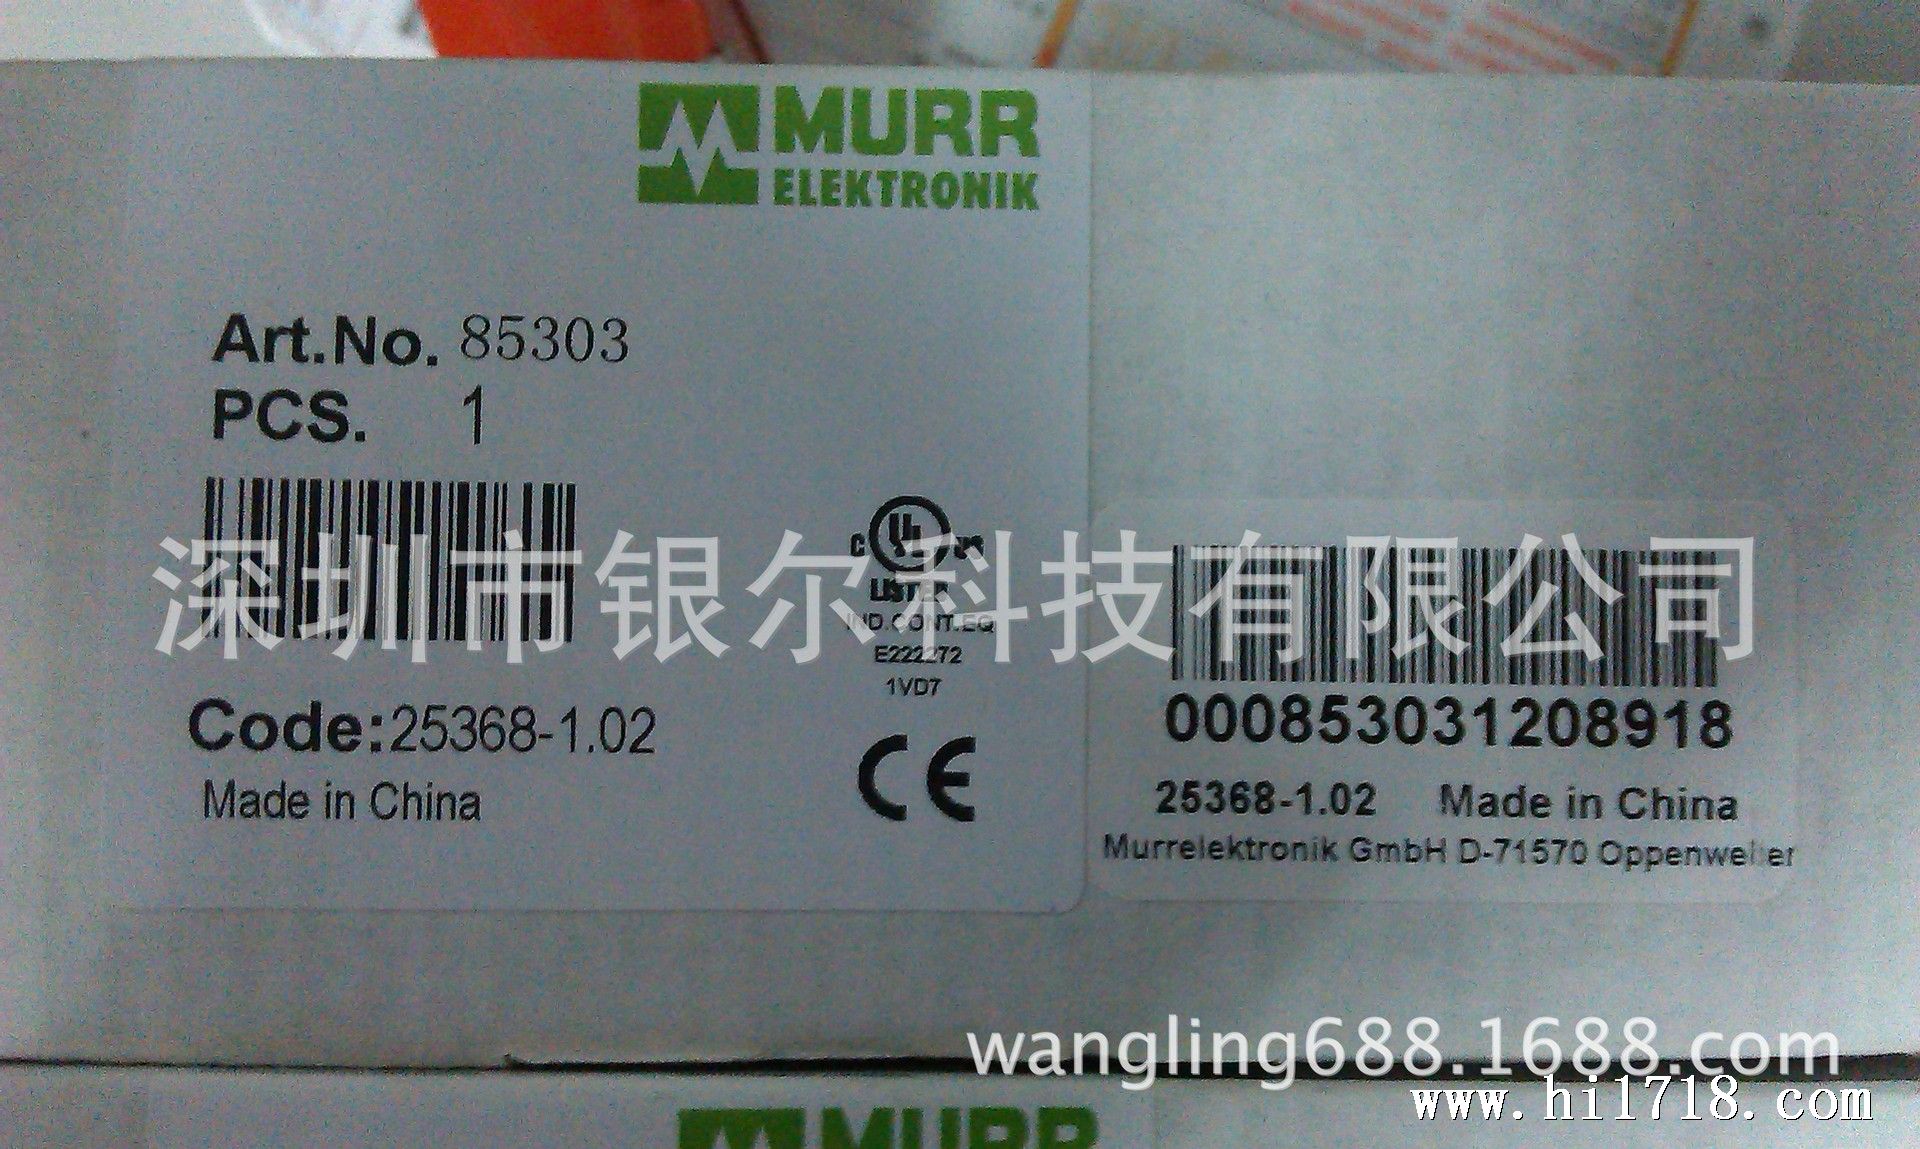 MURR
ELEKTRONIK
Art.No. 85303
PCS. 1
深圳市银尔科技有限公司
C UL US
LISTED
IND.CONT.EQ
E222272
1VD7
Code:25368-1.02
Made in China
CE
000853031208918
25368-1.02 Made in China
Murrelektronik GmbH D-71570 Oppenweiler
wangling688.1688.com
www.hi1718.com
MURR